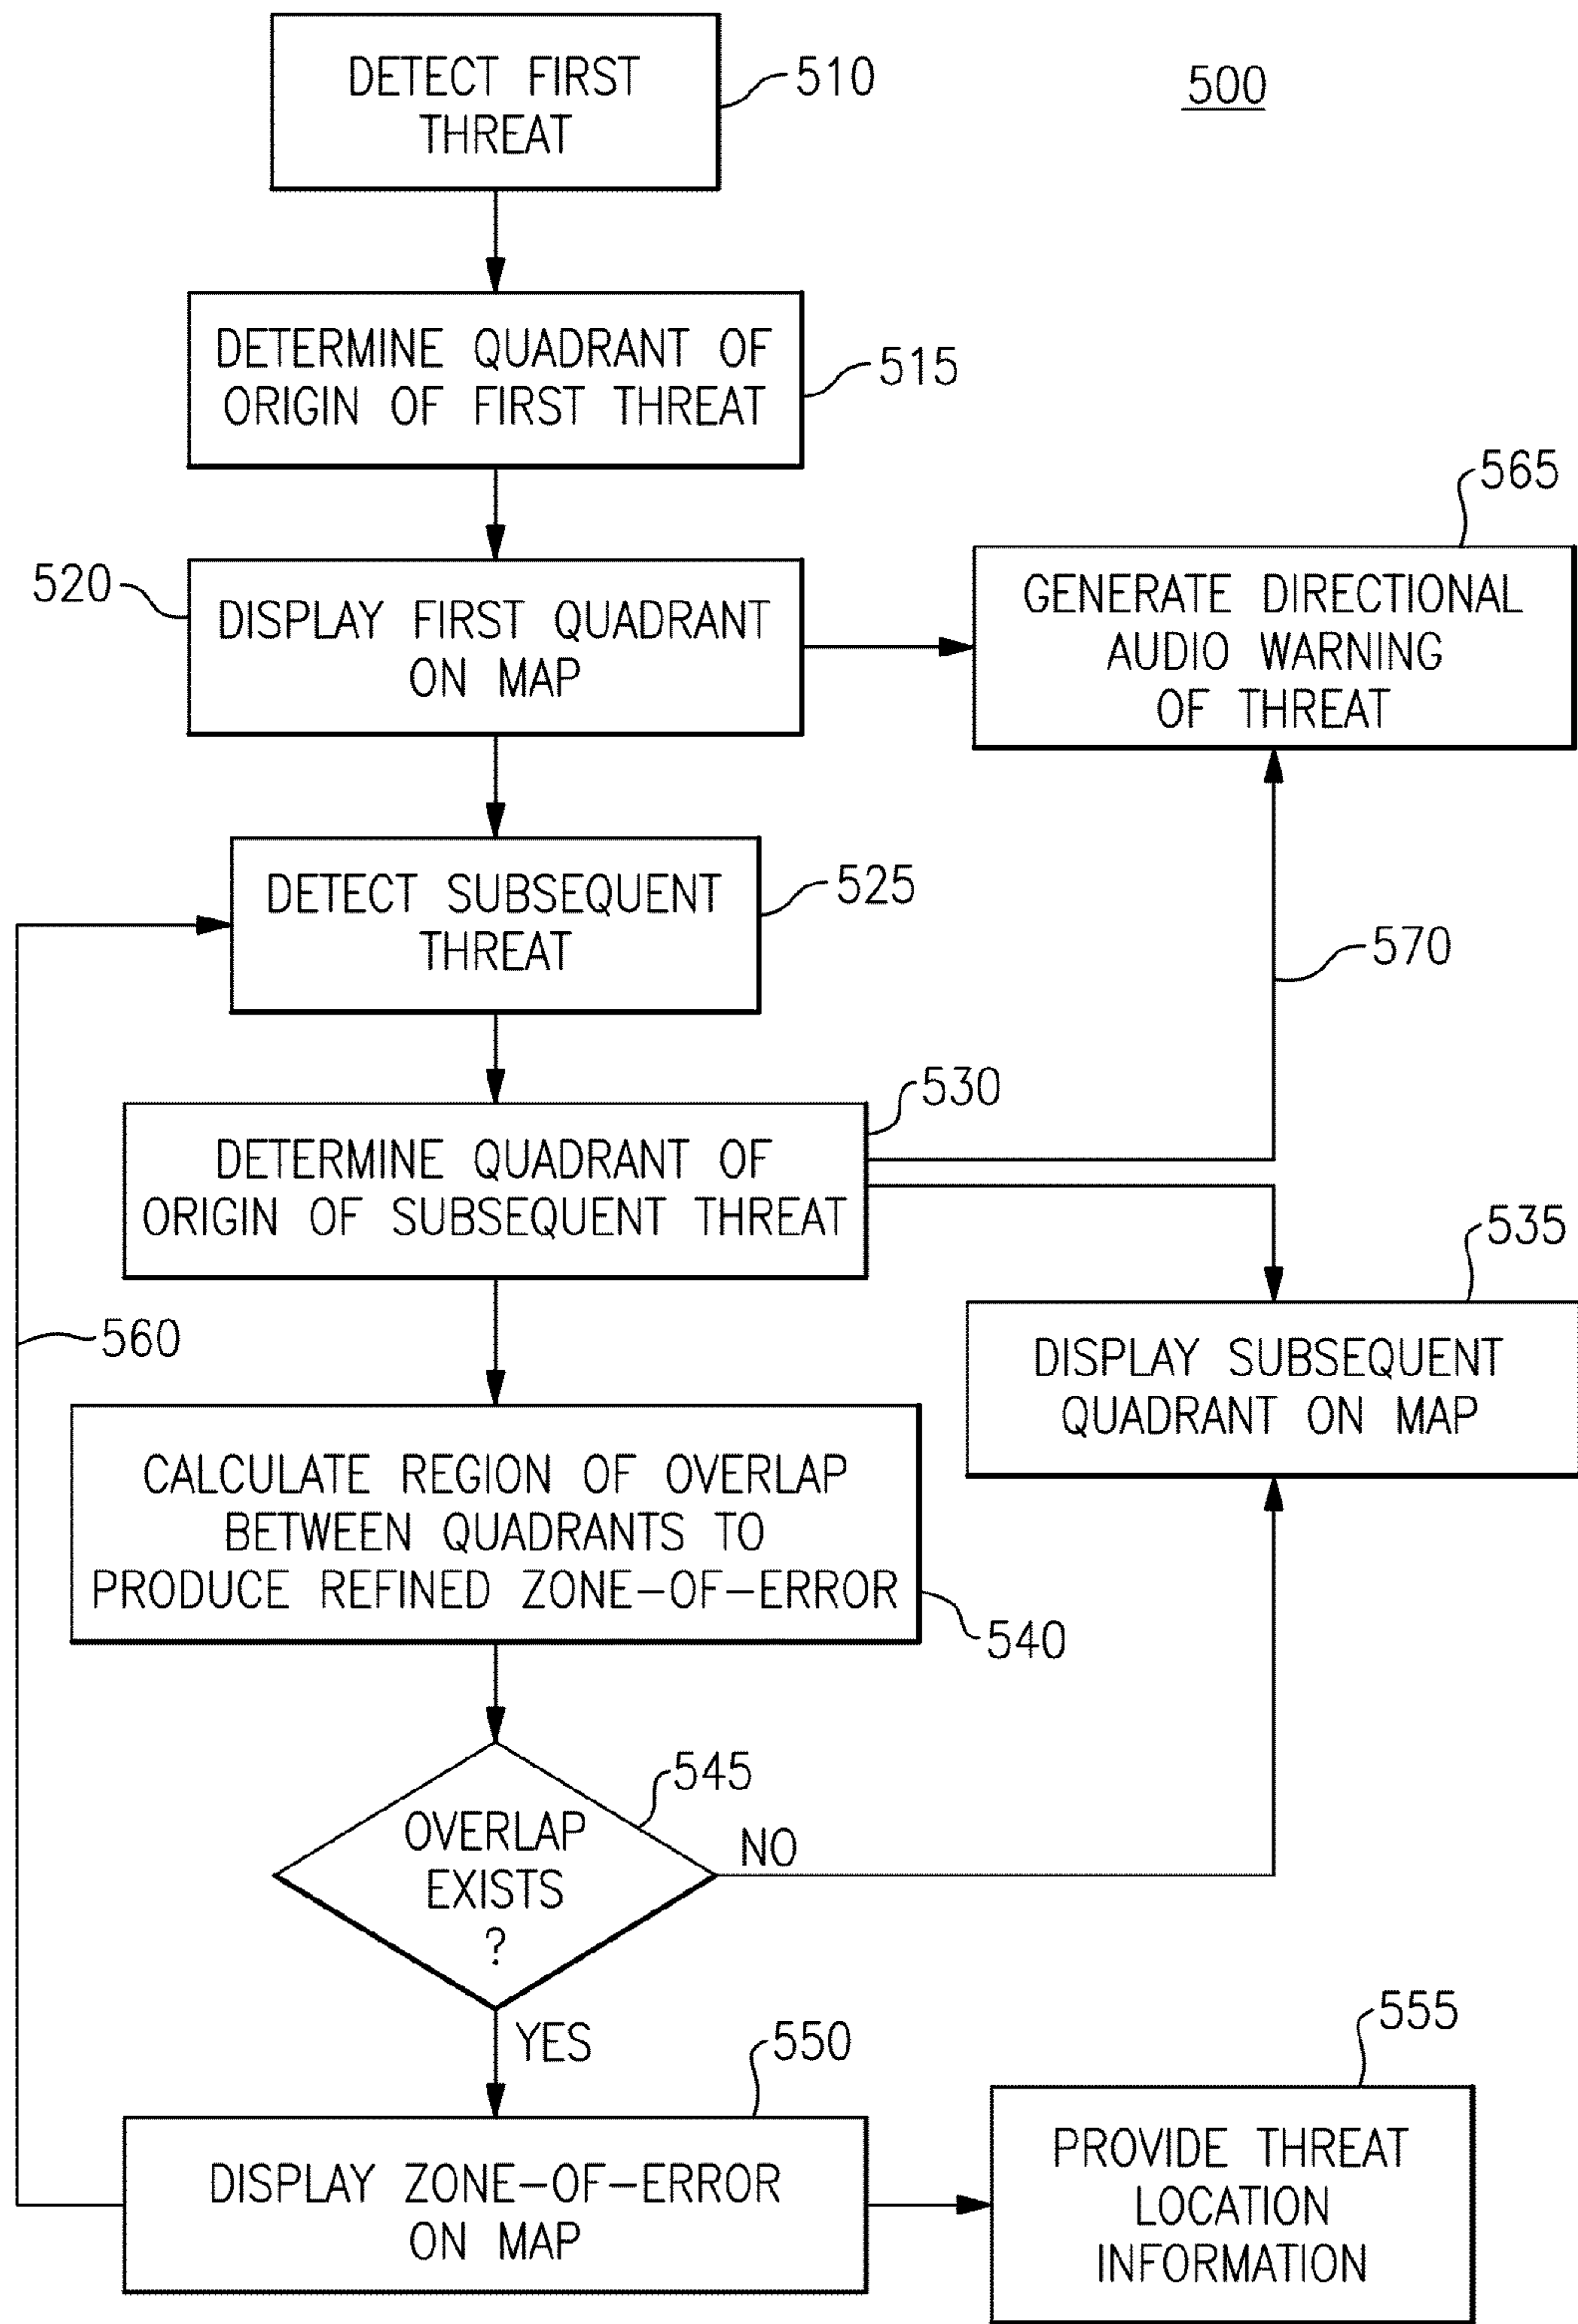 500
DETECT FIRST
THREAT
510
DETERMINE QUADRANT OF
ORIGIN OF FIRST THREAT
515
520
DISPLAY FIRST QUADRANT
ON MAP
565
GENERATE DIRECTIONAL
AUDIO WARNING
OF THREAT
DETECT SUBSEQUENT
THREAT
525
570
530
DETERMINE QUADRANT OF
ORIGIN OF SUBSEQUENT THREAT
535
DISPLAY SUBSEQUENT
QUADRANT ON MAP
560
CALCULATE REGION OF OVERLAP
BETWEEN QUADRANTS TO
PRODUCE REFINED ZONE-OF-ERROR
540
545
OVERLAP
EXISTS
?
NO
YES
550
DISPLAY ZONE-OF-ERROR
ON MAP
555
PROVIDE THREAT
LOCATION
INFORMATION